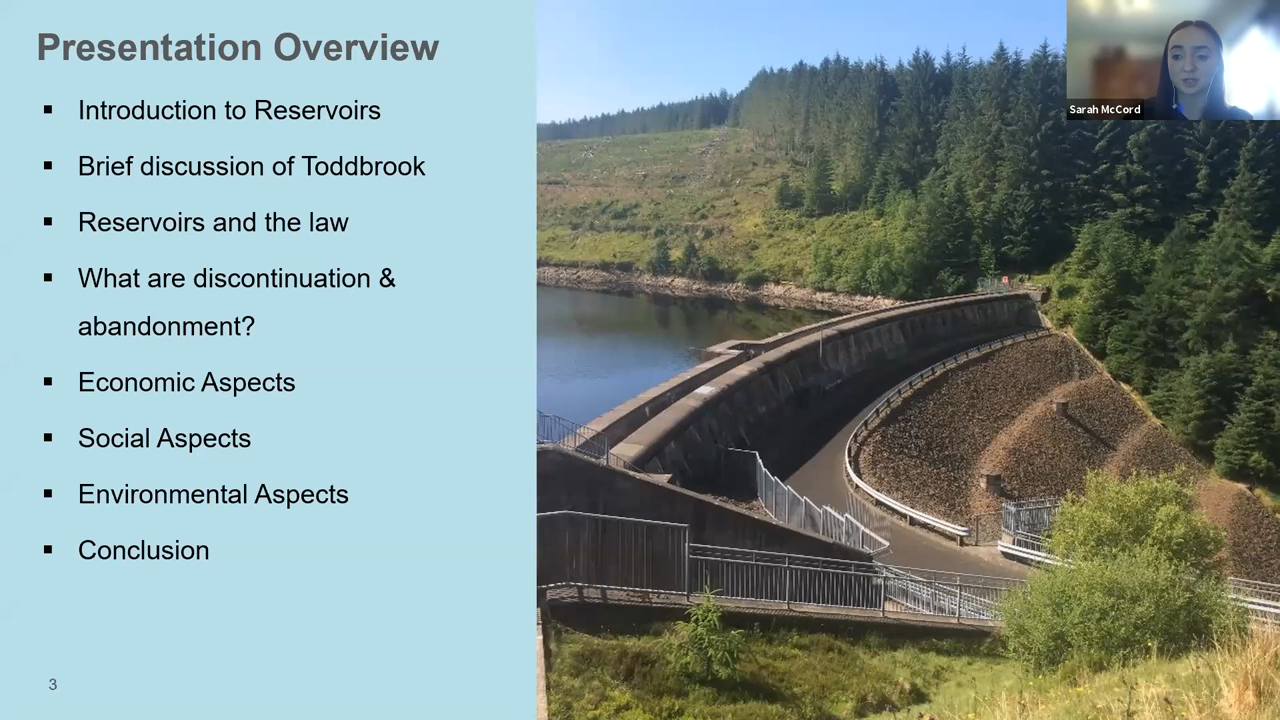 Presentation Overview
▪ Introduction to Reservoirs
▪ Brief discussion of Toddbrook
▪ Reservoirs and the law
▪ What are discontinuation &
abandonment?
▪ Economic Aspects
▪ Social Aspects
▪ Environmental Aspects
▪ Conclusion
3
Sarah McCord